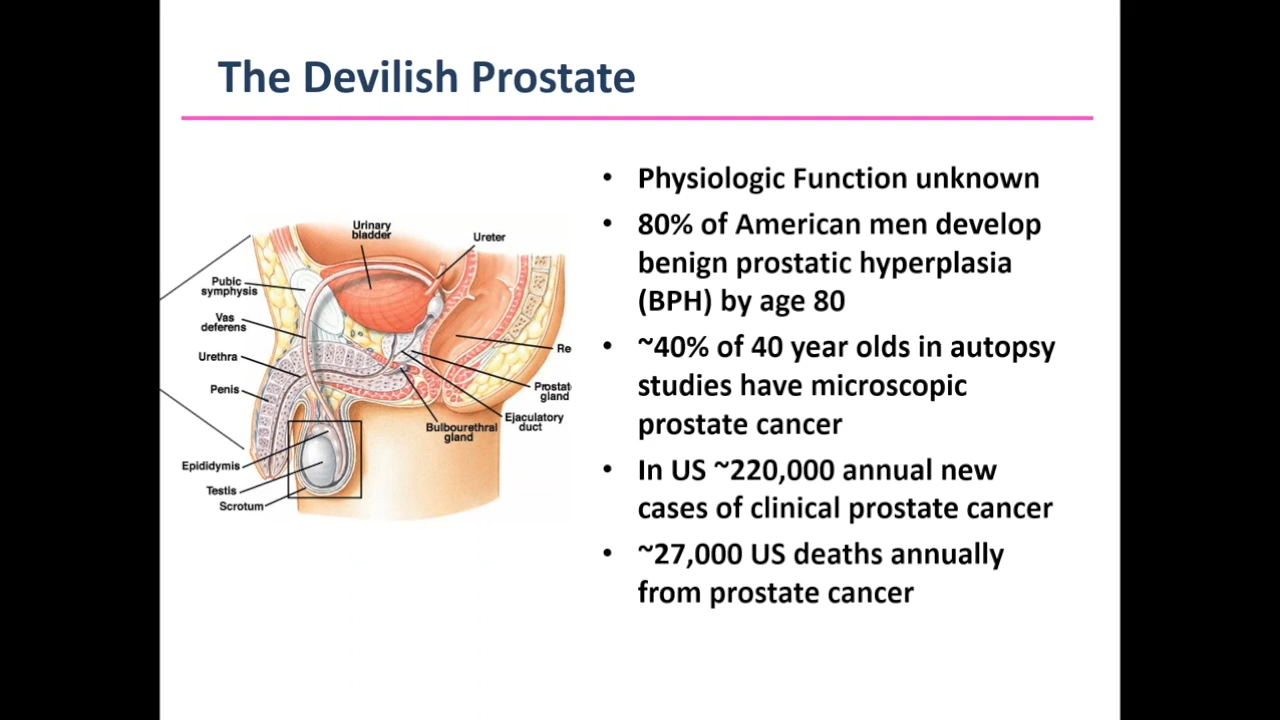 The Devilish Prostate
• Physiologic Function unknown
• 80% of American men develop
benign prostatic hyperplasia
(BPH) by age 80
• ~40% of 40 year olds in autopsy
studies have microscopic
prostate cancer
• In US ~220,000 annual new
cases of clinical prostate cancer
• ~27,000 US deaths annually
from prostate cancer
Urinary
bladder
Ureter
Pubic
symphysis
Vas
deferens
Urethra
Penis
Epididymis
Testis
Scrotum
Re
Prostat
gland
Ejaculatory
duct
Bulbourethral
gland